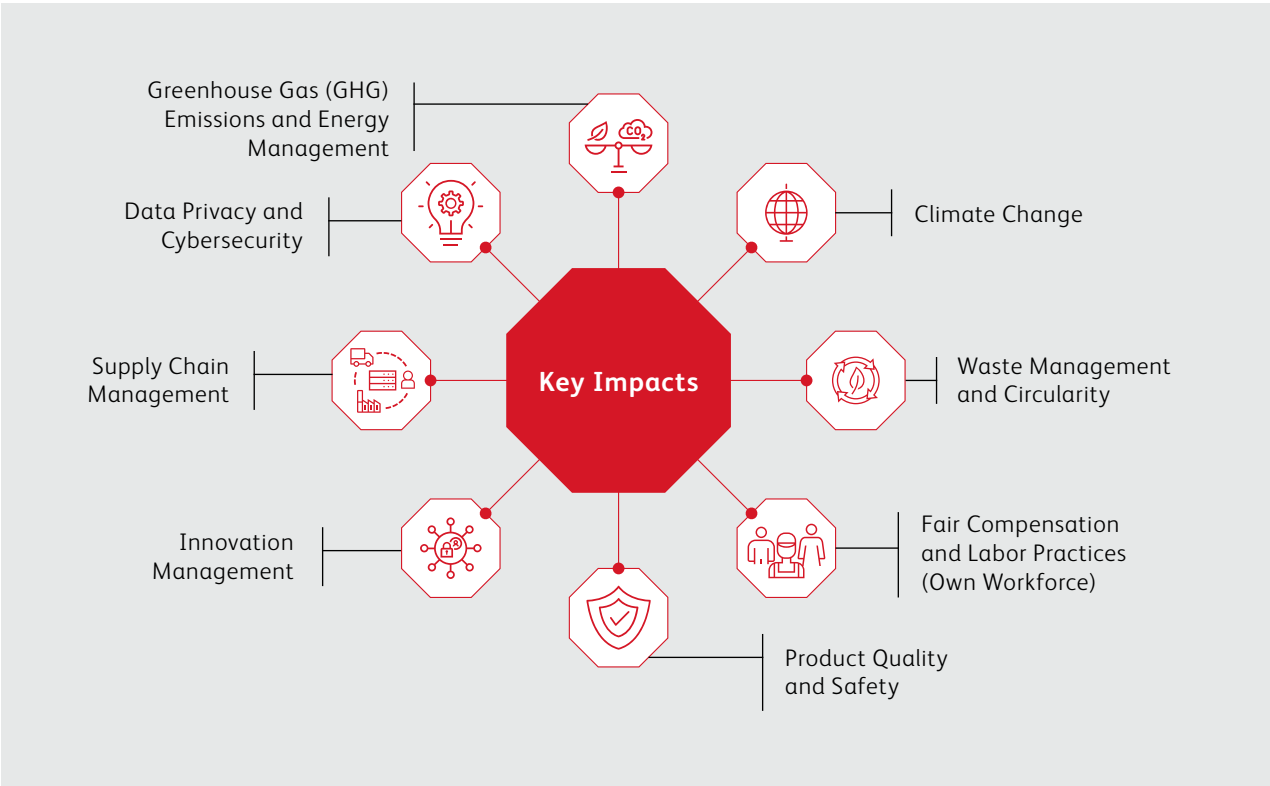 Greenhouse Gas (GHG)
Emissions and Energy
Management
CO₂
Climate Change
Data Privacy and
Cybersecurity
Key Impacts
Supply Chain
Management
Waste Management
and Circularity
Innovation
Management
Fair Compensation
and Labor Practices
(Own Workforce)
Product Quality
and Safety